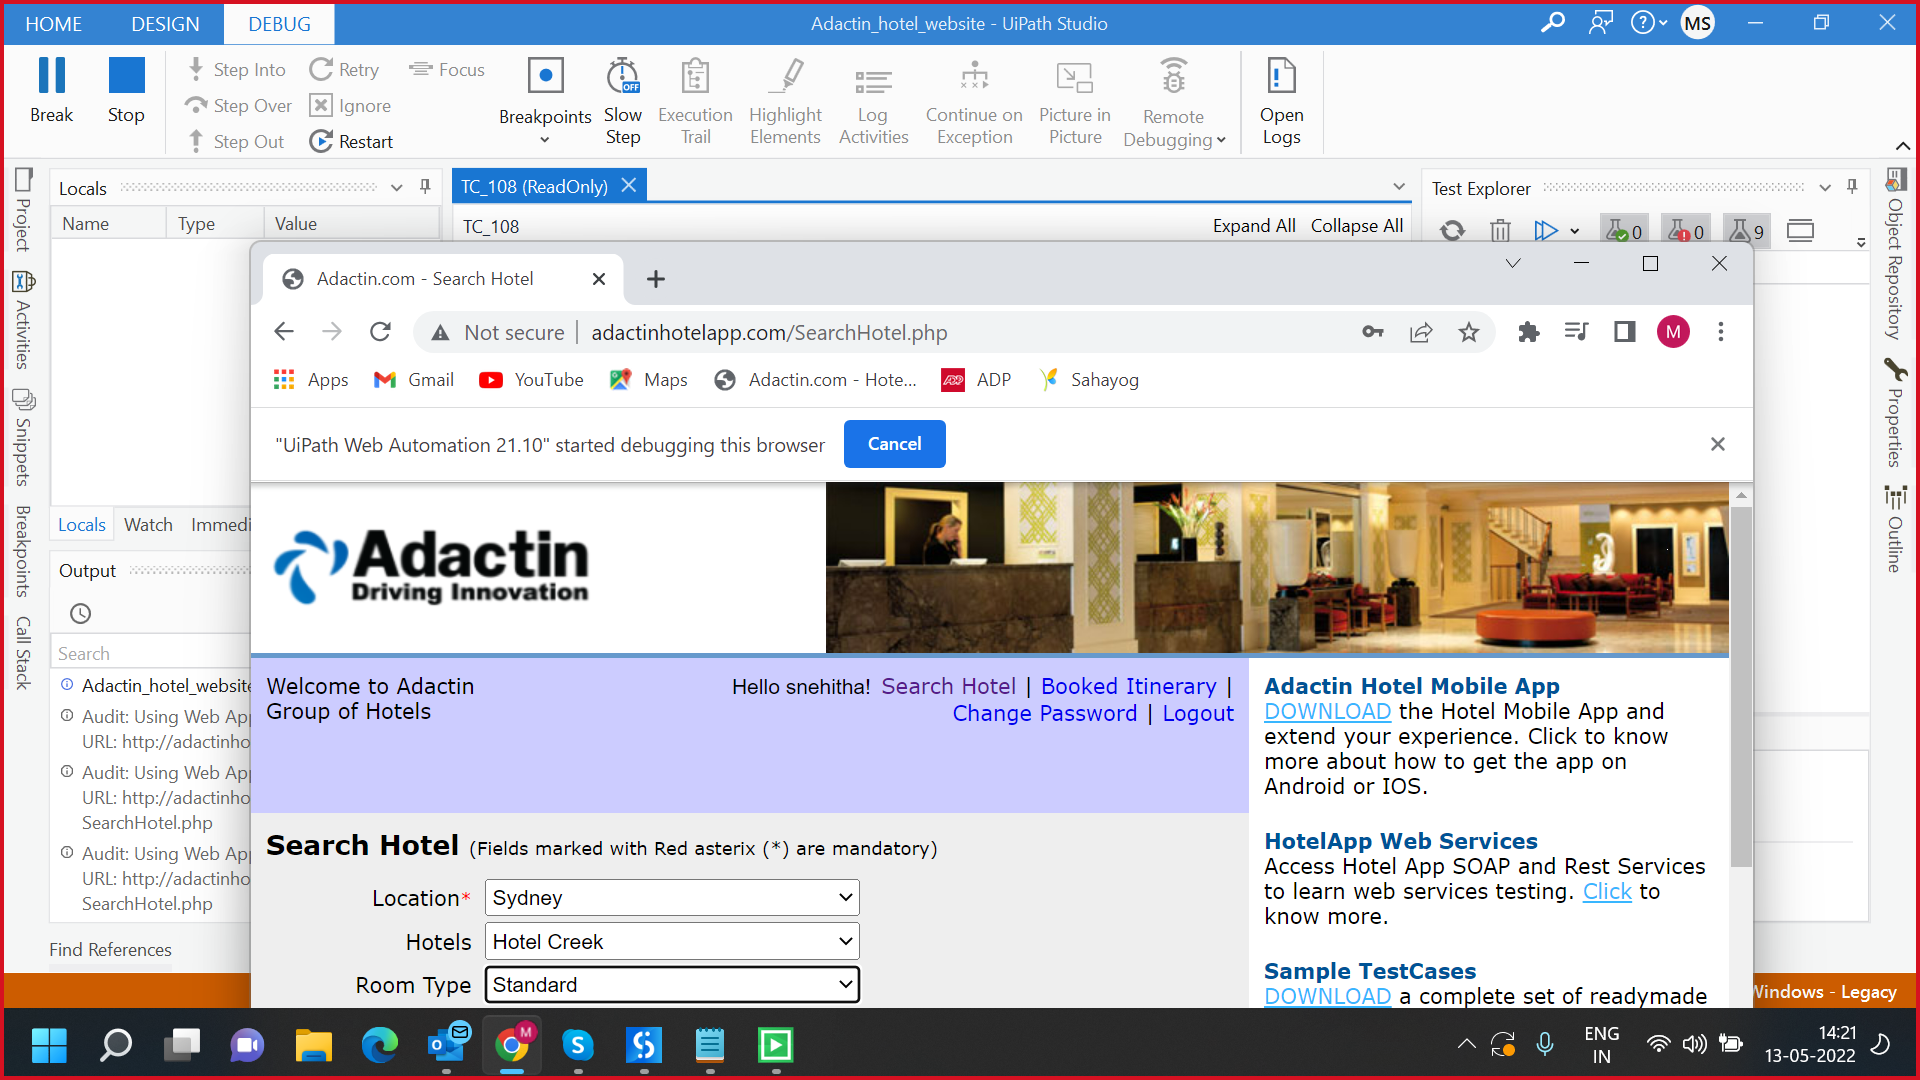 HOME DESIGN DEBUG Adactin_hotel_website - UiPath Studio MS
Break Stop
Step Into Retry Focus
Step Over Ignore
Step Out Restart
Breakpoints
Slow Step
Execution Trail
Highlight Elements
Log Activities
Continue on Exception
Picture in Picture
Remote Debugging
Open Logs
Project
Activities
Snippets
Breakpoints
Call Stack
Locals
Name Type Value
TC_108 (ReadOnly)
TC_108 Expand All Collapse All
Test Explorer
0 0 9
Object Repository
Properties
Outline
Adactin.com - Search Hotel
Not secure adactinhotelapp.com/SearchHotel.php M
Apps Gmail YouTube Maps Adactin.com - Hote... ADP Sahayog
"UiPath Web Automation 21.10" started debugging this browser Cancel
Locals Watch Immedi
Output
Search
Adactin_hotel_website
Audit: Using Web App
URL: http://adactinho
Audit: Using Web App
URL: http://adactinho
SearchHotel.php
Audit: Using Web App
URL: http://adactinho
SearchHotel.php
Find References
Adactin
Driving Innovation
Welcome to Adactin
Group of Hotels
Hello snehitha! Search Hotel | Booked Itinerary |
Change Password | Logout
Search Hotel (Fields marked with Red asterix (*) are mandatory)
Location* Sydney
Hotels Hotel Creek
Room Type Standard
Adactin Hotel Mobile App
DOWNLOAD the Hotel Mobile App and
extend your experience. Click to know
more about how to get the app on
Android or IOS.
HotelApp Web Services
Access Hotel App SOAP and Rest Services
to learn web services testing. Click to
know more.
Sample TestCases
DOWNLOAD a complete set of readymade
Windows - Legacy
ENG
IN
14:21
13-05-2022